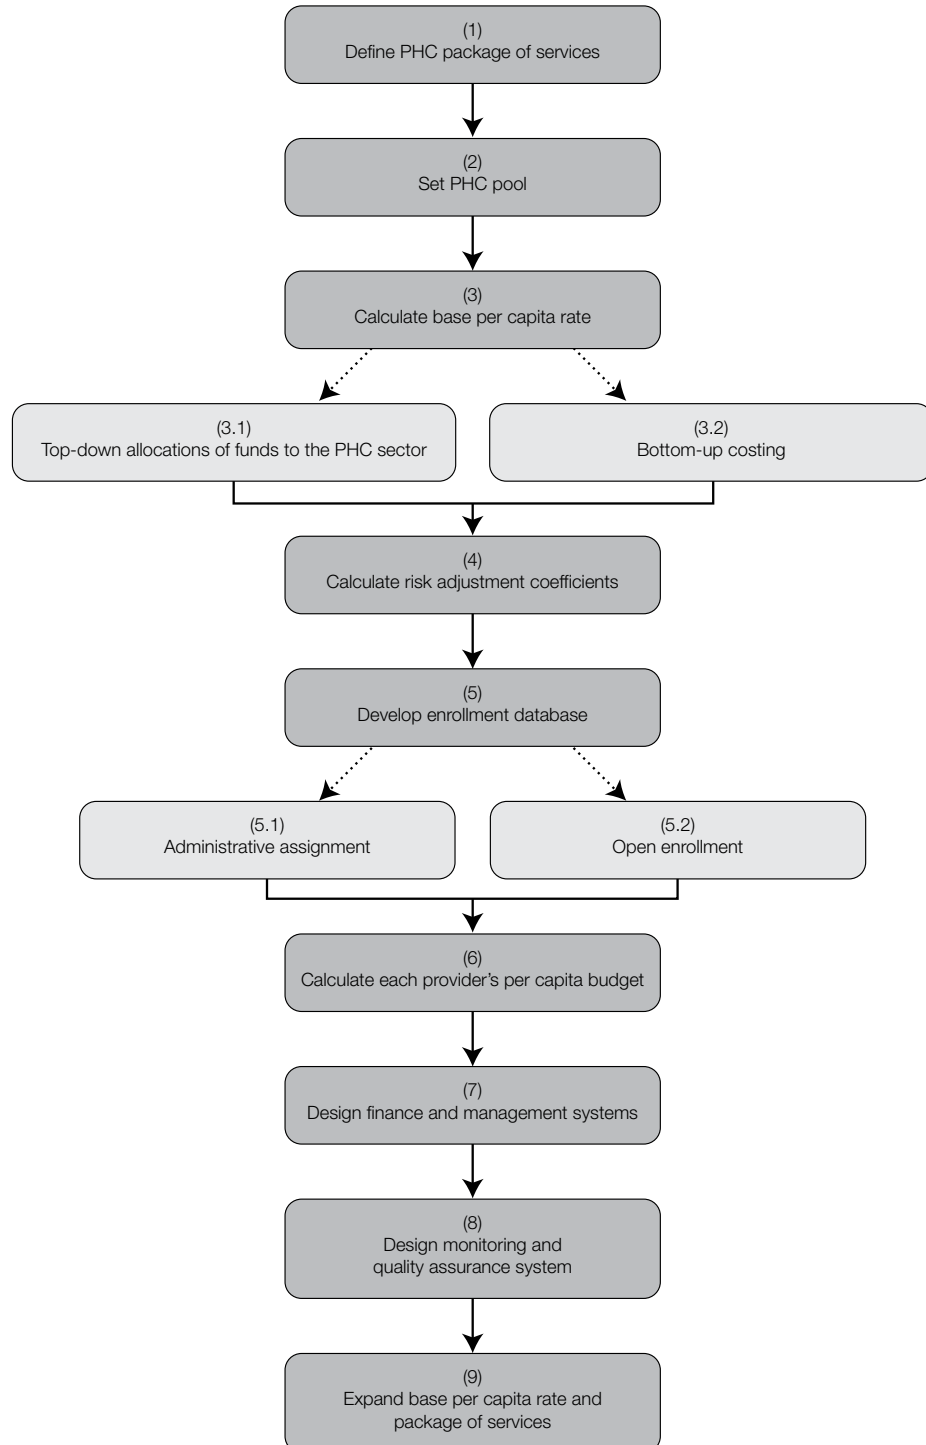 (1)
Define PHC package of services
(2)
Set PHC pool
(3)
Calculate base per capita rate
(3.1)
Top-down allocations of funds to the PHC sector
(3.2)
Bottom-up costing
(4)
Calculate risk adjustment coefficients
(5)
Develop enrollment database
(5.1)
Administrative assignment
(5.2)
Open enrollment
(6)
Calculate each provider’s per capita budget
(7)
Design finance and management systems
(8)
Design monitoring and
quality assurance system
(9)
Expand base per capita rate and
package of services